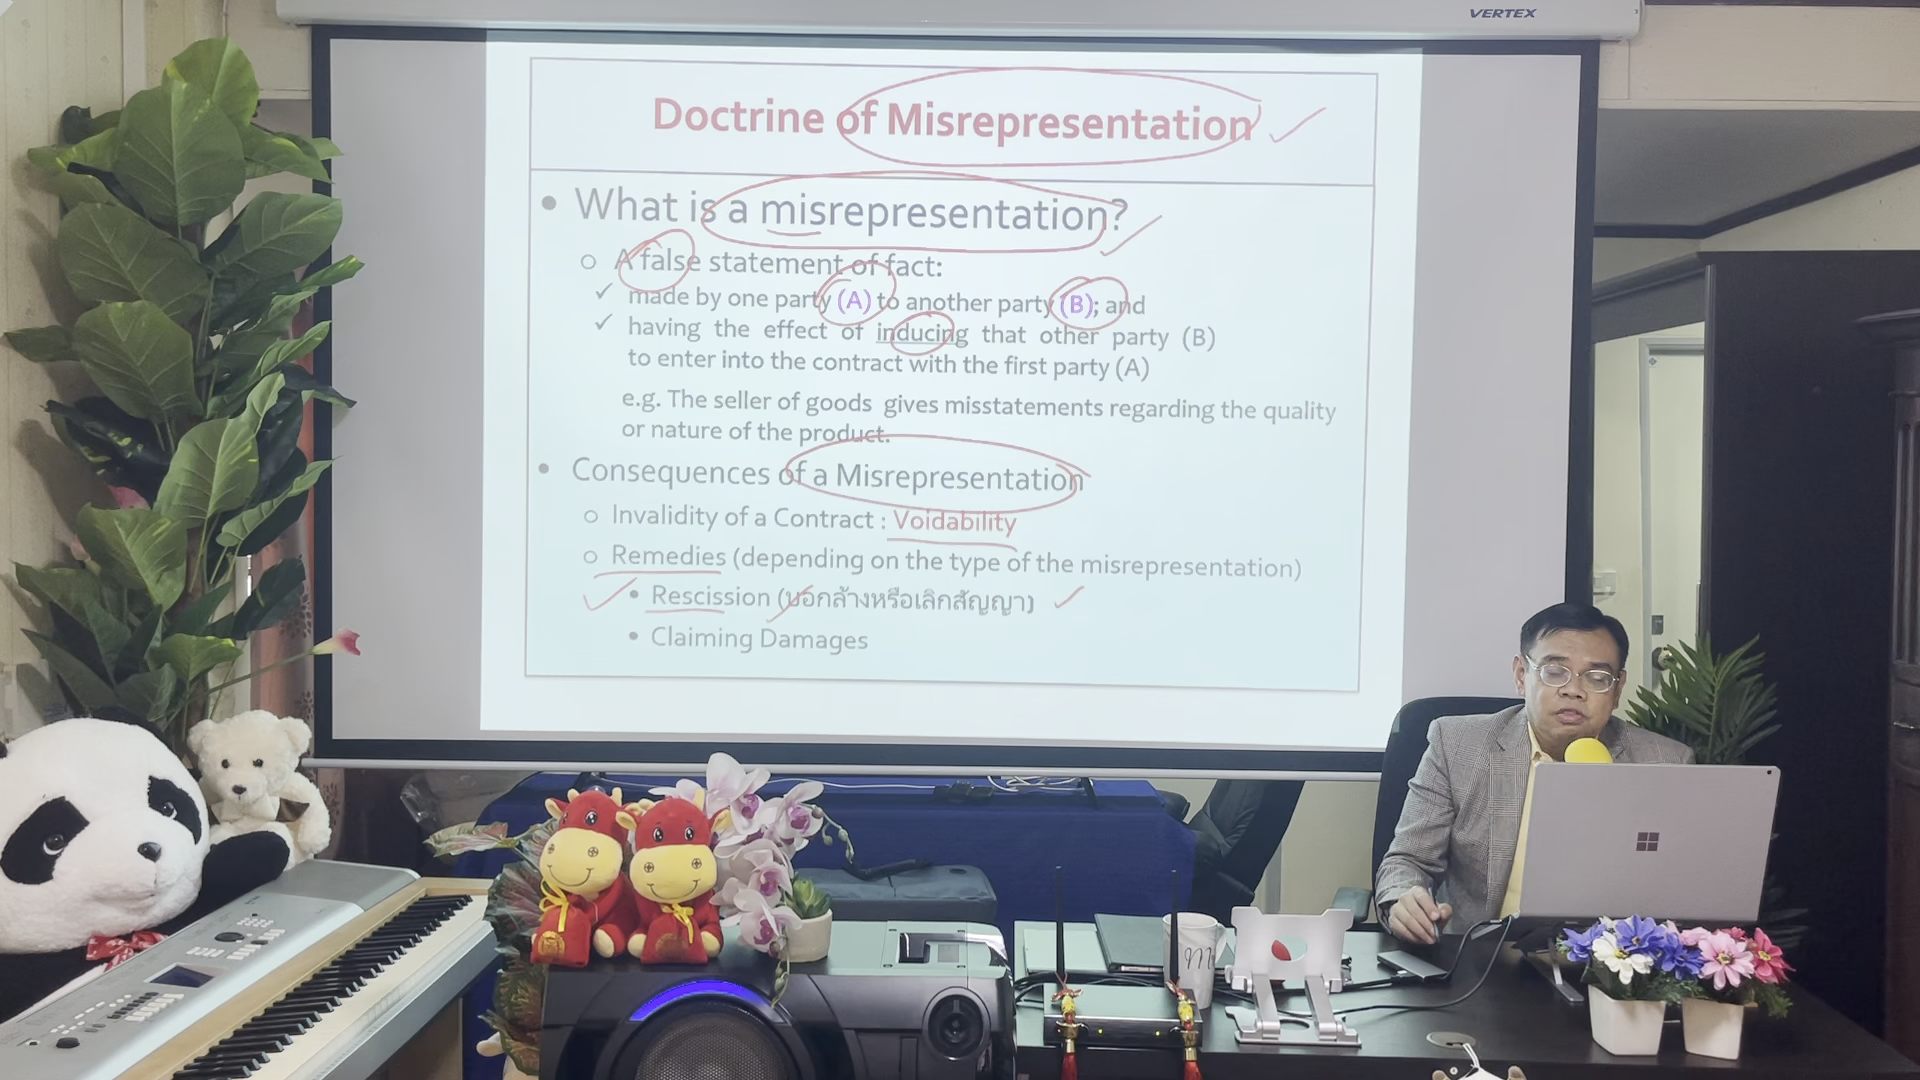 VERTEX
Doctrine of Misrepresentation
• What is a misrepresentation?
o A false statement of fact:
✓ made by one party (A) to another party (B); and
✓ having the effect of inducing that other party (B)
to enter into the contract with the first party (A)
e.g. The seller of goods gives misstatements regarding the quality
or nature of the product.
• Consequences of a Misrepresentation
o Invalidity of a Contract : Voidability
o Remedies (depending on the type of the misrepresentation)
• Rescission (บอกล้างหรือเลิกสัญญา)
• Claiming Damages
m